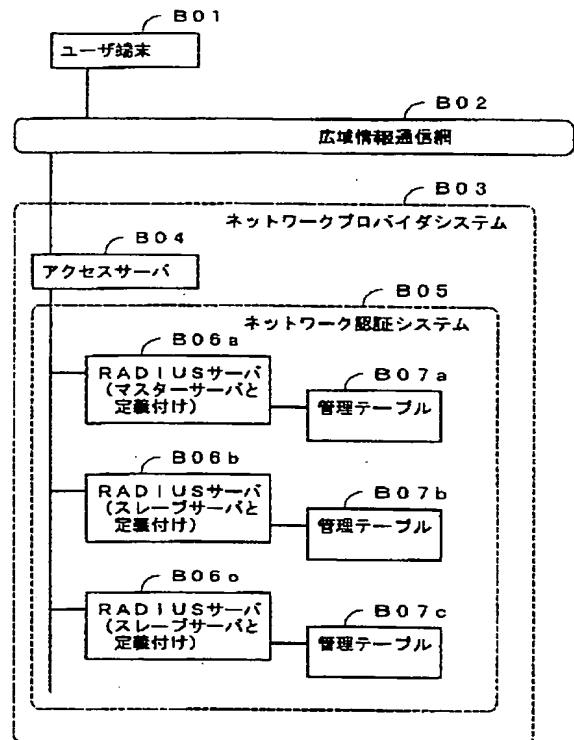 Ｂ０１
ユーザ端末
Ｂ０２
広域情報通信網
Ｂ０３
ネットワークプロバイダシステム
Ｂ０４
アクセスサーバ
Ｂ０５
ネットワーク認証システム
Ｂ０６ａ
ＲＡＤＩＵＳサーバ
（マスターサーバと
定義付け）
Ｂ０７ａ
管理テーブル
Ｂ０６ｂ
ＲＡＤＩＵＳサーバ
（スレーブサーバと
定義付け）
Ｂ０７ｂ
管理テーブル
Ｂ０６ｃ
ＲＡＤＩＵＳサーバ
（スレーブサーバと
定義付け）
Ｂ０７ｃ
管理テーブル